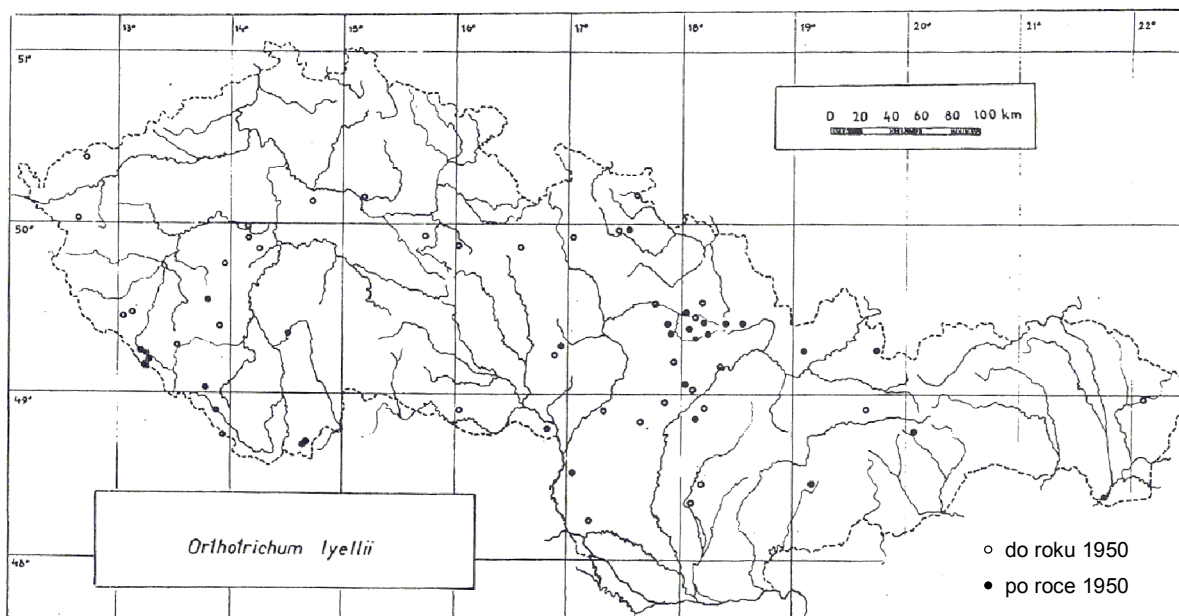 13° 14° 15° 16° 17° 18° 19° 20° 21° 22°
51°
0 20 40 60 80 100 km
50°
49°
Orthotrichum lyellii
48°
do roku 1950
po roce 1950